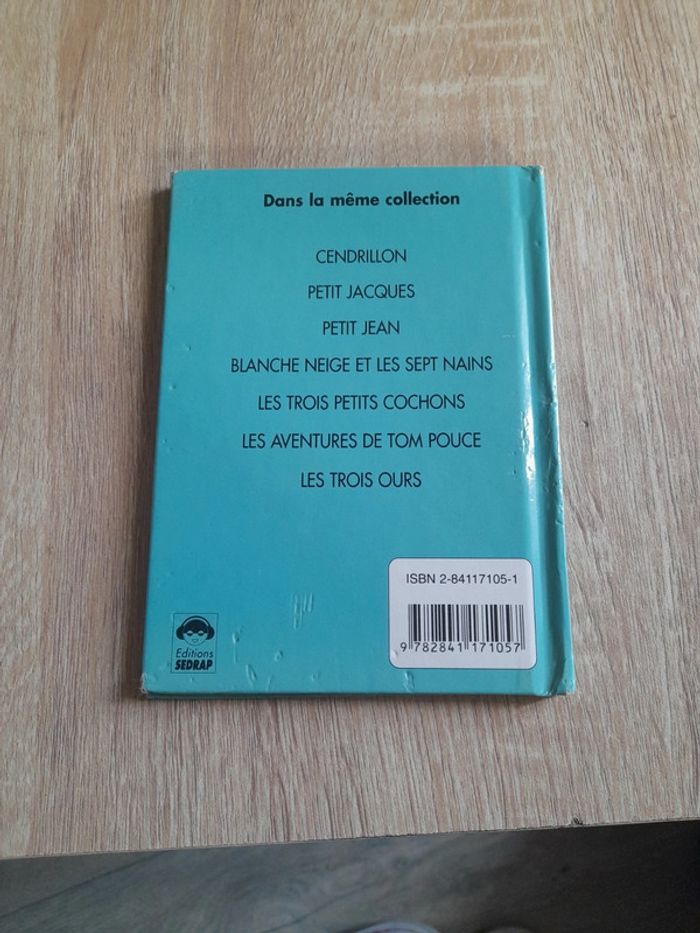 Dans la même collection
CENDRILLON
PETIT JACQUES
PETIT JEAN
BLANCHE NEIGE ET LES SEPT NAINS
LES TROIS PETITS COCHONS
LES AVENTURES DE TOM POUCE
LES TROIS OURS
ISBN 2-84117105-1
9 782841 171057
Editions
SEDRAP